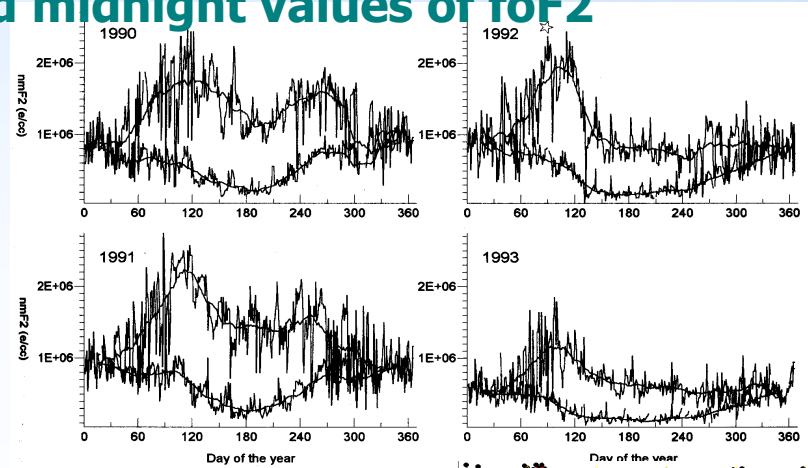 d midnight values of foF2
1990
2E+06
1E+06
nmF2 (e/cc)
0 60 120 180 240 300 360
1992
2E+06
1E+06
0 60 120 180 240 300 360
1991
2E+06
1E+06
nmF2 (e/cc)
0 60 120 180 240 300 360
Day of the year
1993
2E+06
1E+06
0 60 120 180 240 300 360
Day of the year